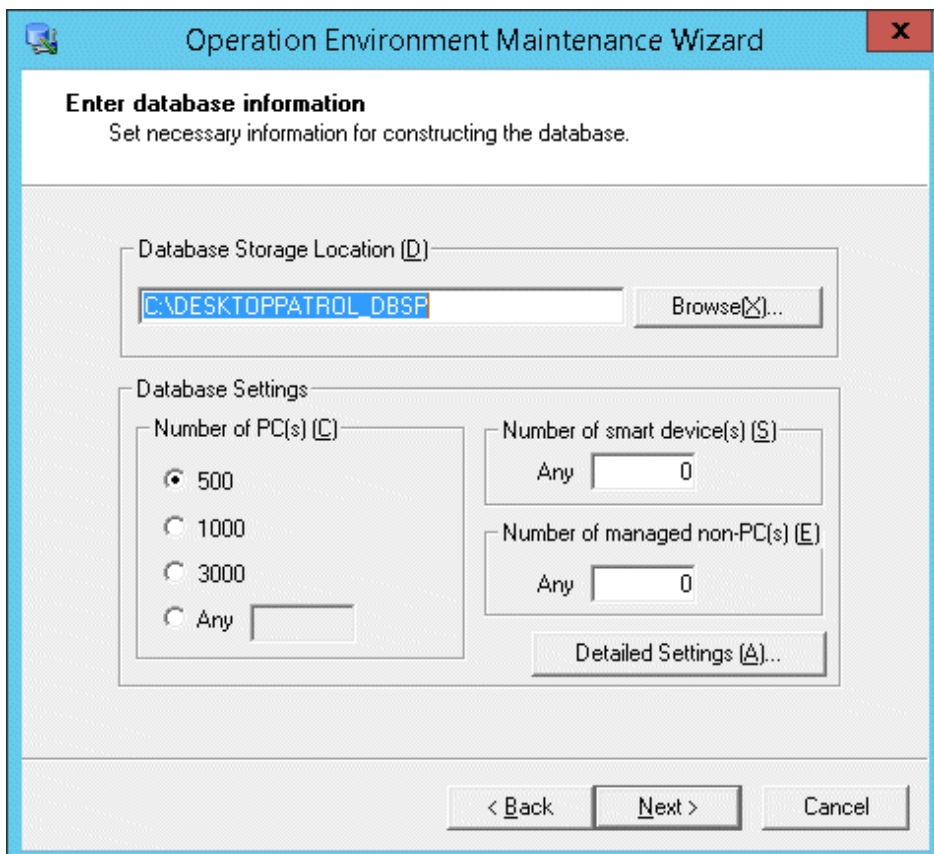 Operation Environment Maintenance Wizard
x
Enter database information
Set necessary information for constructing the database.
Database Storage Location (D)
C:\DESKTOPPATROL_DBSP
Browse(X)...
Database Settings
Number of PC(s) (C)
500
1000
3000
Any
Number of smart device(s) (S)
Any 0
Number of managed non-PC(s) (E)
Any 0
Detailed Settings (A)...
< Back Next > Cancel